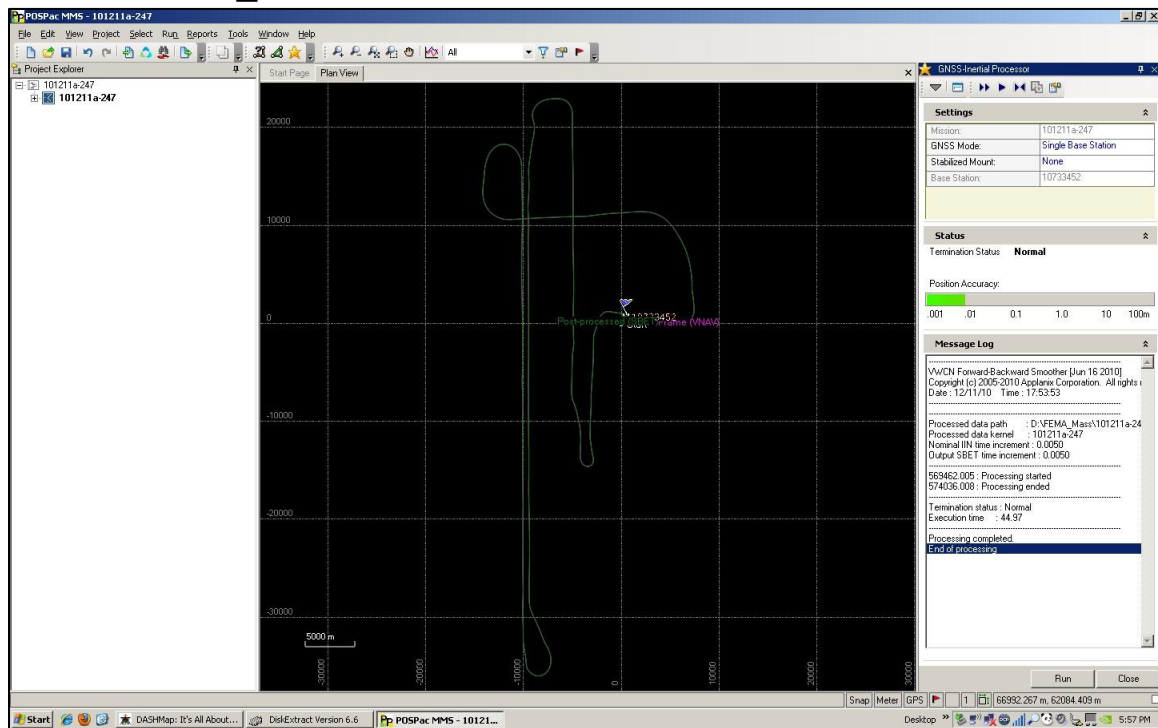 POSPac MMS - 101211a-247
File Edit View Project Select Run Reports Tools Window Help
All
Project Explorer
101211a-247
101211a-247
Start Page Plan View
20000
10000
0
-10000
-20000
-30000
5000 m
-30000 -20000 -10000 0 10000 20000 30000
10733452
Start
Post-processed (SBET) Frame (VNAV)
GNSS-Inertial Processor
Settings
Mission: 101211a-247
GNSS Mode: Single Base Station
Stabilized Mount: None
Base Station: 10733452
Status
Termination Status Normal
Position Accuracy:
.001 .01 0.1 1.0 10 100m
Message Log
VWCN Forward-Backward Smoother [Jun 16 2010]
Copyright (c) 2005-2010 Applanix Corporation. All rights
Date : 12/11/10 Time : 17:53:53
Processed data path : D:\FEMA_Mass\101211a-24
Processed data kernel : 101211a-247
Nominal IIN time increment : 0.0050
Output SBET time increment : 0.0050
569462.005 : Processing started
574036.008 : Processing ended
Termination status : Normal
Execution time : 44.97
Processing completed.
End of processing
Run Close
Snap Meter GPS 1 66992.267 m, 62084.409 m
Start DASHMap: It's All About... DiskExtract Version 6.6 POSPac MMS - 10121... Desktop » 5:57 PM